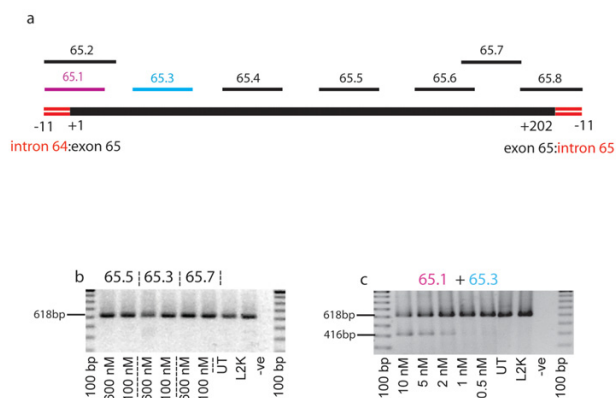 a
65.2
65.7
65.1
65.3
65.4
65.5
65.6
65.8
-11
+1
+202
-11
intron 64:exon 65
exon 65:intron 65
b
65.5
65.3
65.7
618bp
100 bp
600 nM
100 nM
600 nM
100 nM
600 nM
100 nM
UT
L2K
-ve
100 bp
c
65.1 + 65.3
618bp
416bp
100 bp
10 nM
5 nM
2 nM
1 nM
0.5 nM
UT
L2K
-ve
100 bp